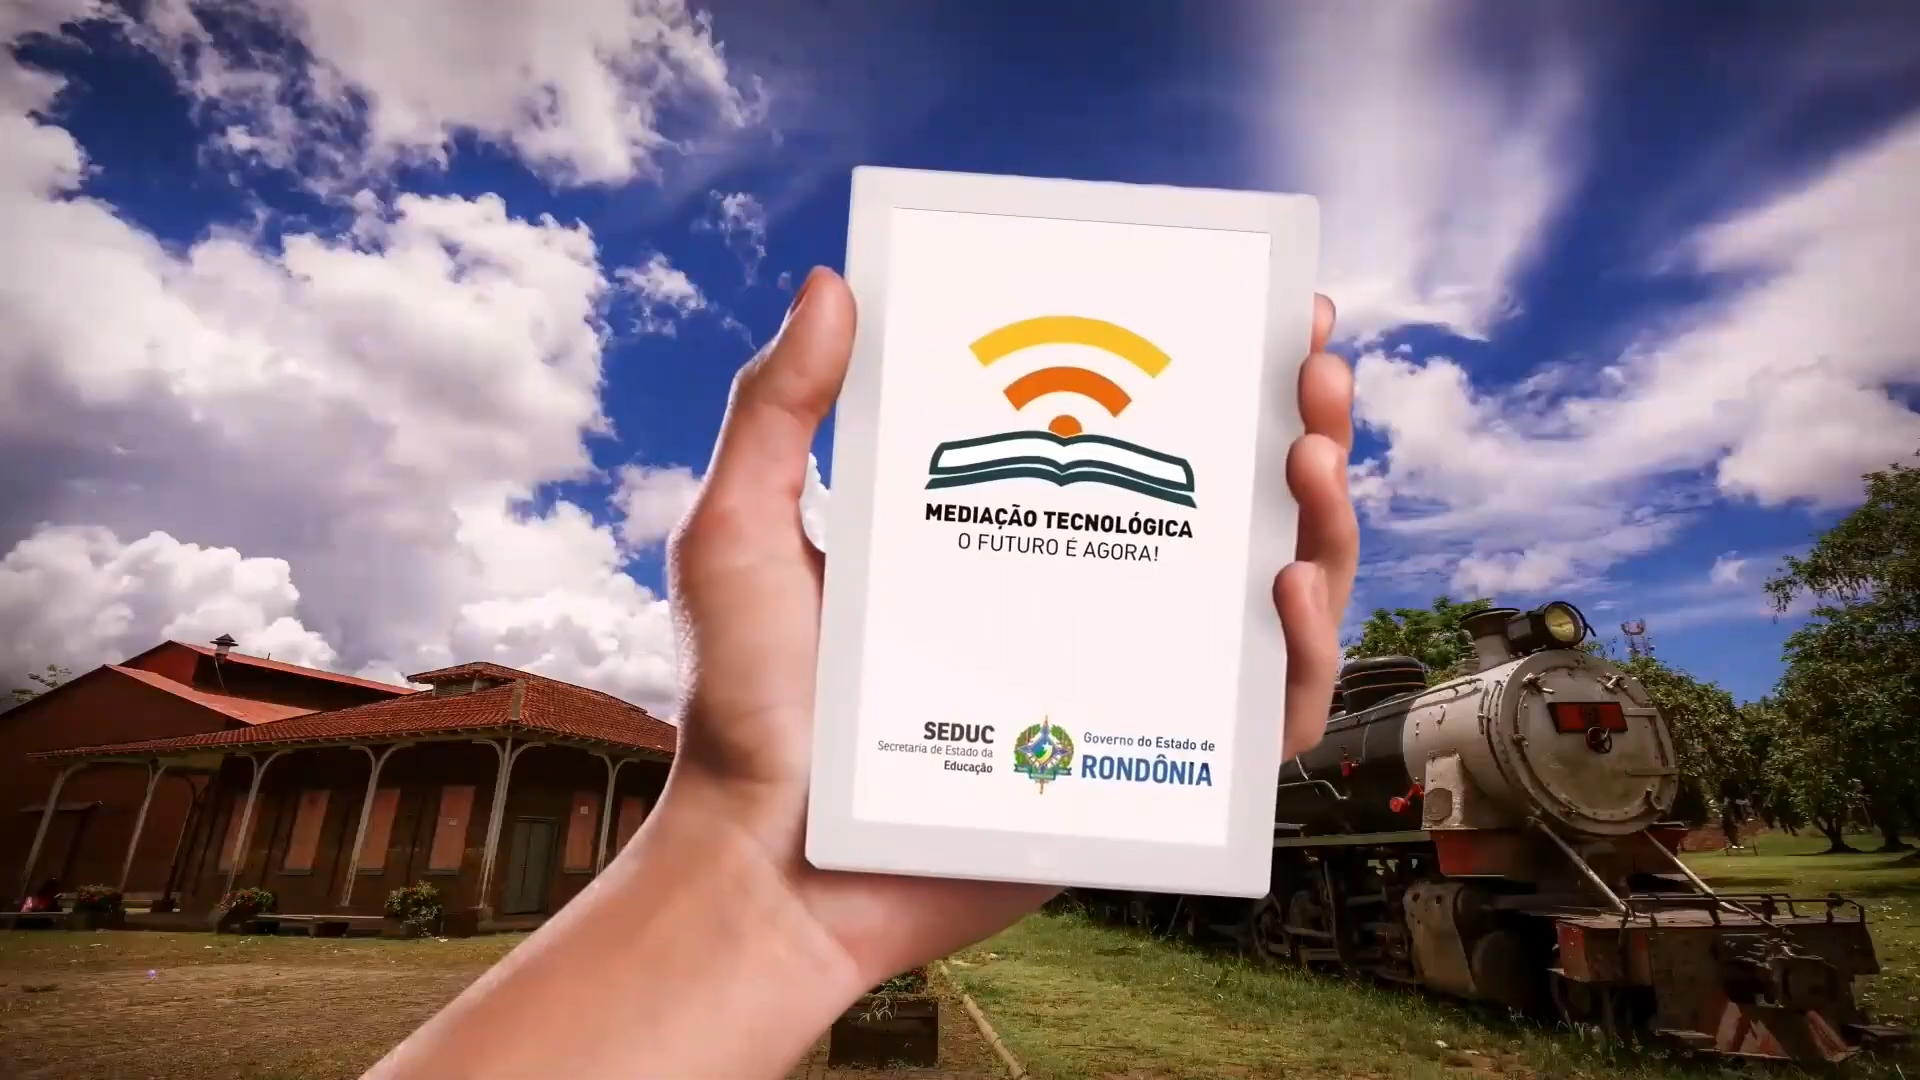 MEDIAÇÃO TECNOLÓGICA
O FUTURO É AGORA!
SEDUC
Secretaria de Estado da
Educação
Governo do Estado de
RONDÔNIA